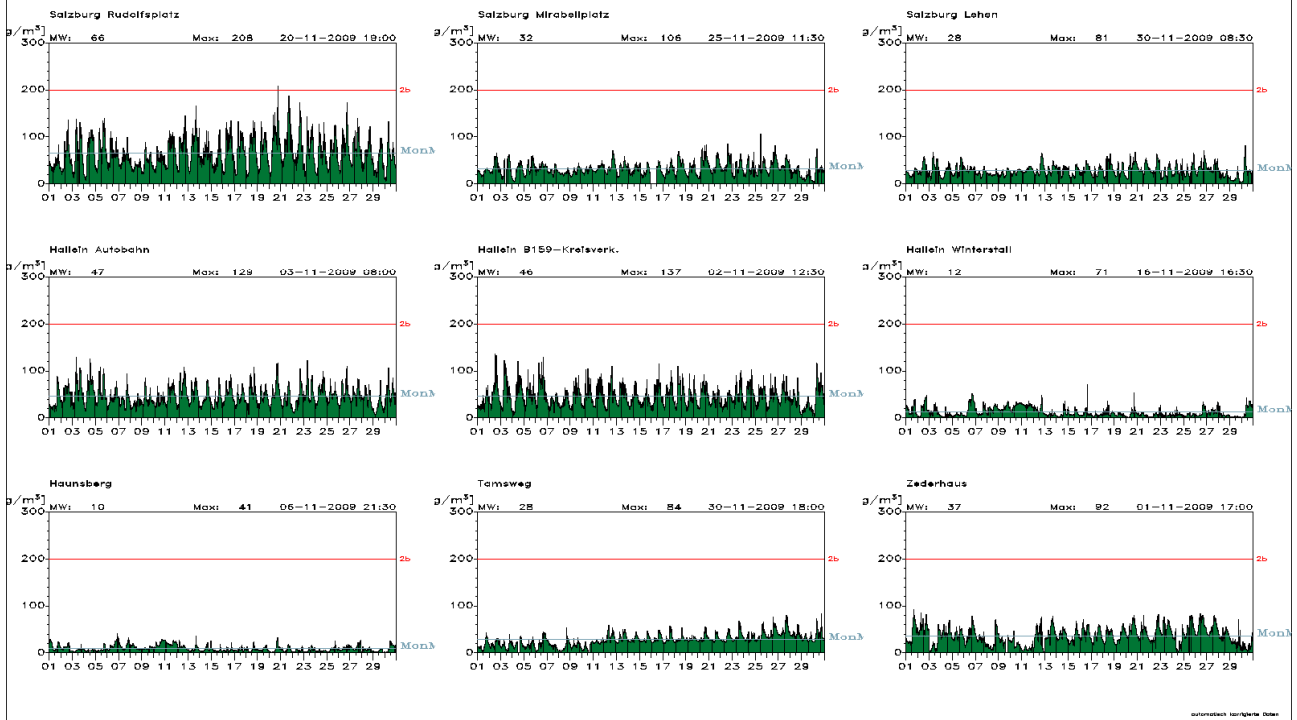 Salzburg Rudolfsplatz
g/m³] MW: 66 Max: 208 20-11-2009 19:00
300
200
100
0
2b
MonM
01 03 05 07 09 11 13 15 17 19 21 23 25 27 29
Salzburg Mirabellplatz
g/m³] MW: 32 Max: 106 25-11-2009 11:30
300
200
100
0
2b
MonM
01 03 05 07 09 11 13 15 17 19 21 23 25 27 29
Salzburg Lehen
g/m³] MW: 28 Max: 81 30-11-2009 08:30
300
200
100
0
2b
MonM
01 03 05 07 09 11 13 15 17 19 21 23 25 27 29
Hallein Autobahn
g/m³] MW: 47 Max: 129 03-11-2009 08:00
300
200
100
0
2b
MonM
01 03 05 07 09 11 13 15 17 19 21 23 25 27 29
Hallein B159-Kreisverk.
g/m³] MW: 46 Max: 137 02-11-2009 12:30
300
200
100
0
2b
MonM
01 03 05 07 09 11 13 15 17 19 21 23 25 27 29
Hallein Winterstall
g/m³] MW: 12 Max: 71 16-11-2009 16:30
300
200
100
0
2b
MonM
01 03 05 07 09 11 13 15 17 19 21 23 25 27 29
Haunsberg
g/m³] MW: 10 Max: 41 06-11-2009 21:30
300
200
100
0
2b
MonM
01 03 05 07 09 11 13 15 17 19 21 23 25 27 29
Tamsweg
g/m³] MW: 28 Max: 84 30-11-2009 18:00
300
200
100
0
2b
MonM
01 03 05 07 09 11 13 15 17 19 21 23 25 27 29
Zederhaus
g/m³] MW: 37 Max: 92 01-11-2009 17:00
300
200
100
0
2b
MonM
01 03 05 07 09 11 13 15 17 19 21 23 25 27 29
automatisch korrigierte Daten